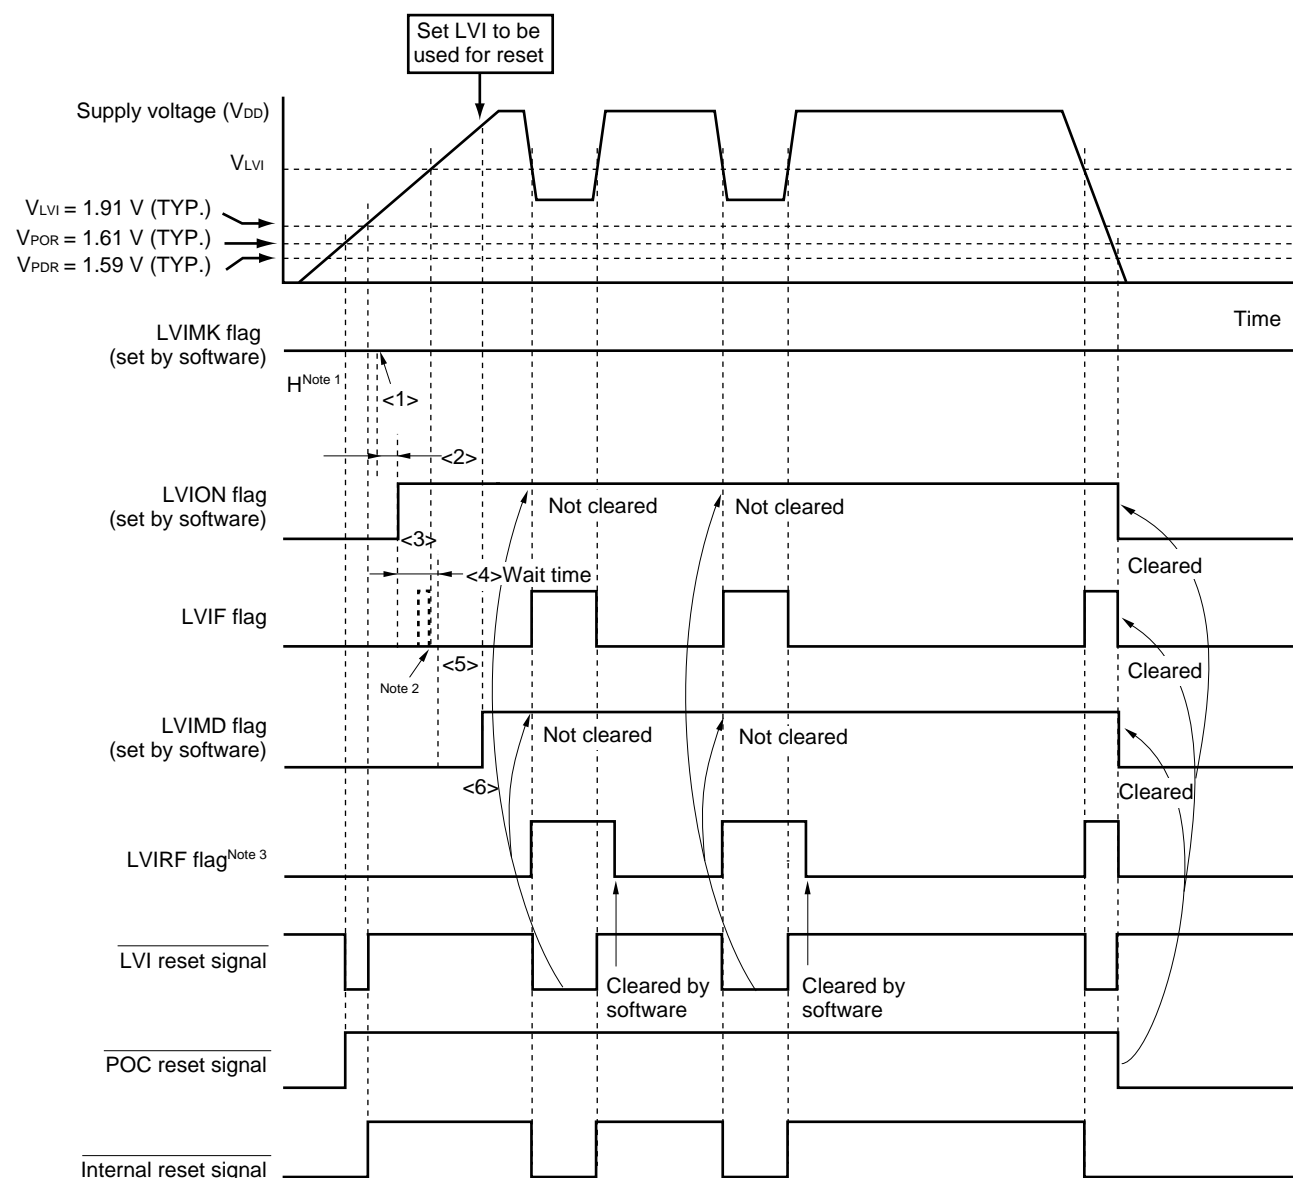 Set LVI to be
used for reset
Supply voltage (VDD)
VLVI
VLVI = 1.91 V (TYP.)
VPOR = 1.61 V (TYP.)
VPDR = 1.59 V (TYP.)
Time
LVIMK flag
(set by software)
HNote 1
<1>
<2>
LVION flag
(set by software)
Not cleared
Not cleared
<3>
Cleared
<4>Wait time
LVIF flag
<5>
Note 2
Cleared
LVIMD flag
(set by software)
Not cleared
Not cleared
<6>
Cleared
LVIRF flagNote 3
LVI reset signal
Cleared by
software
Cleared by
software
POC reset signal
Internal reset signal